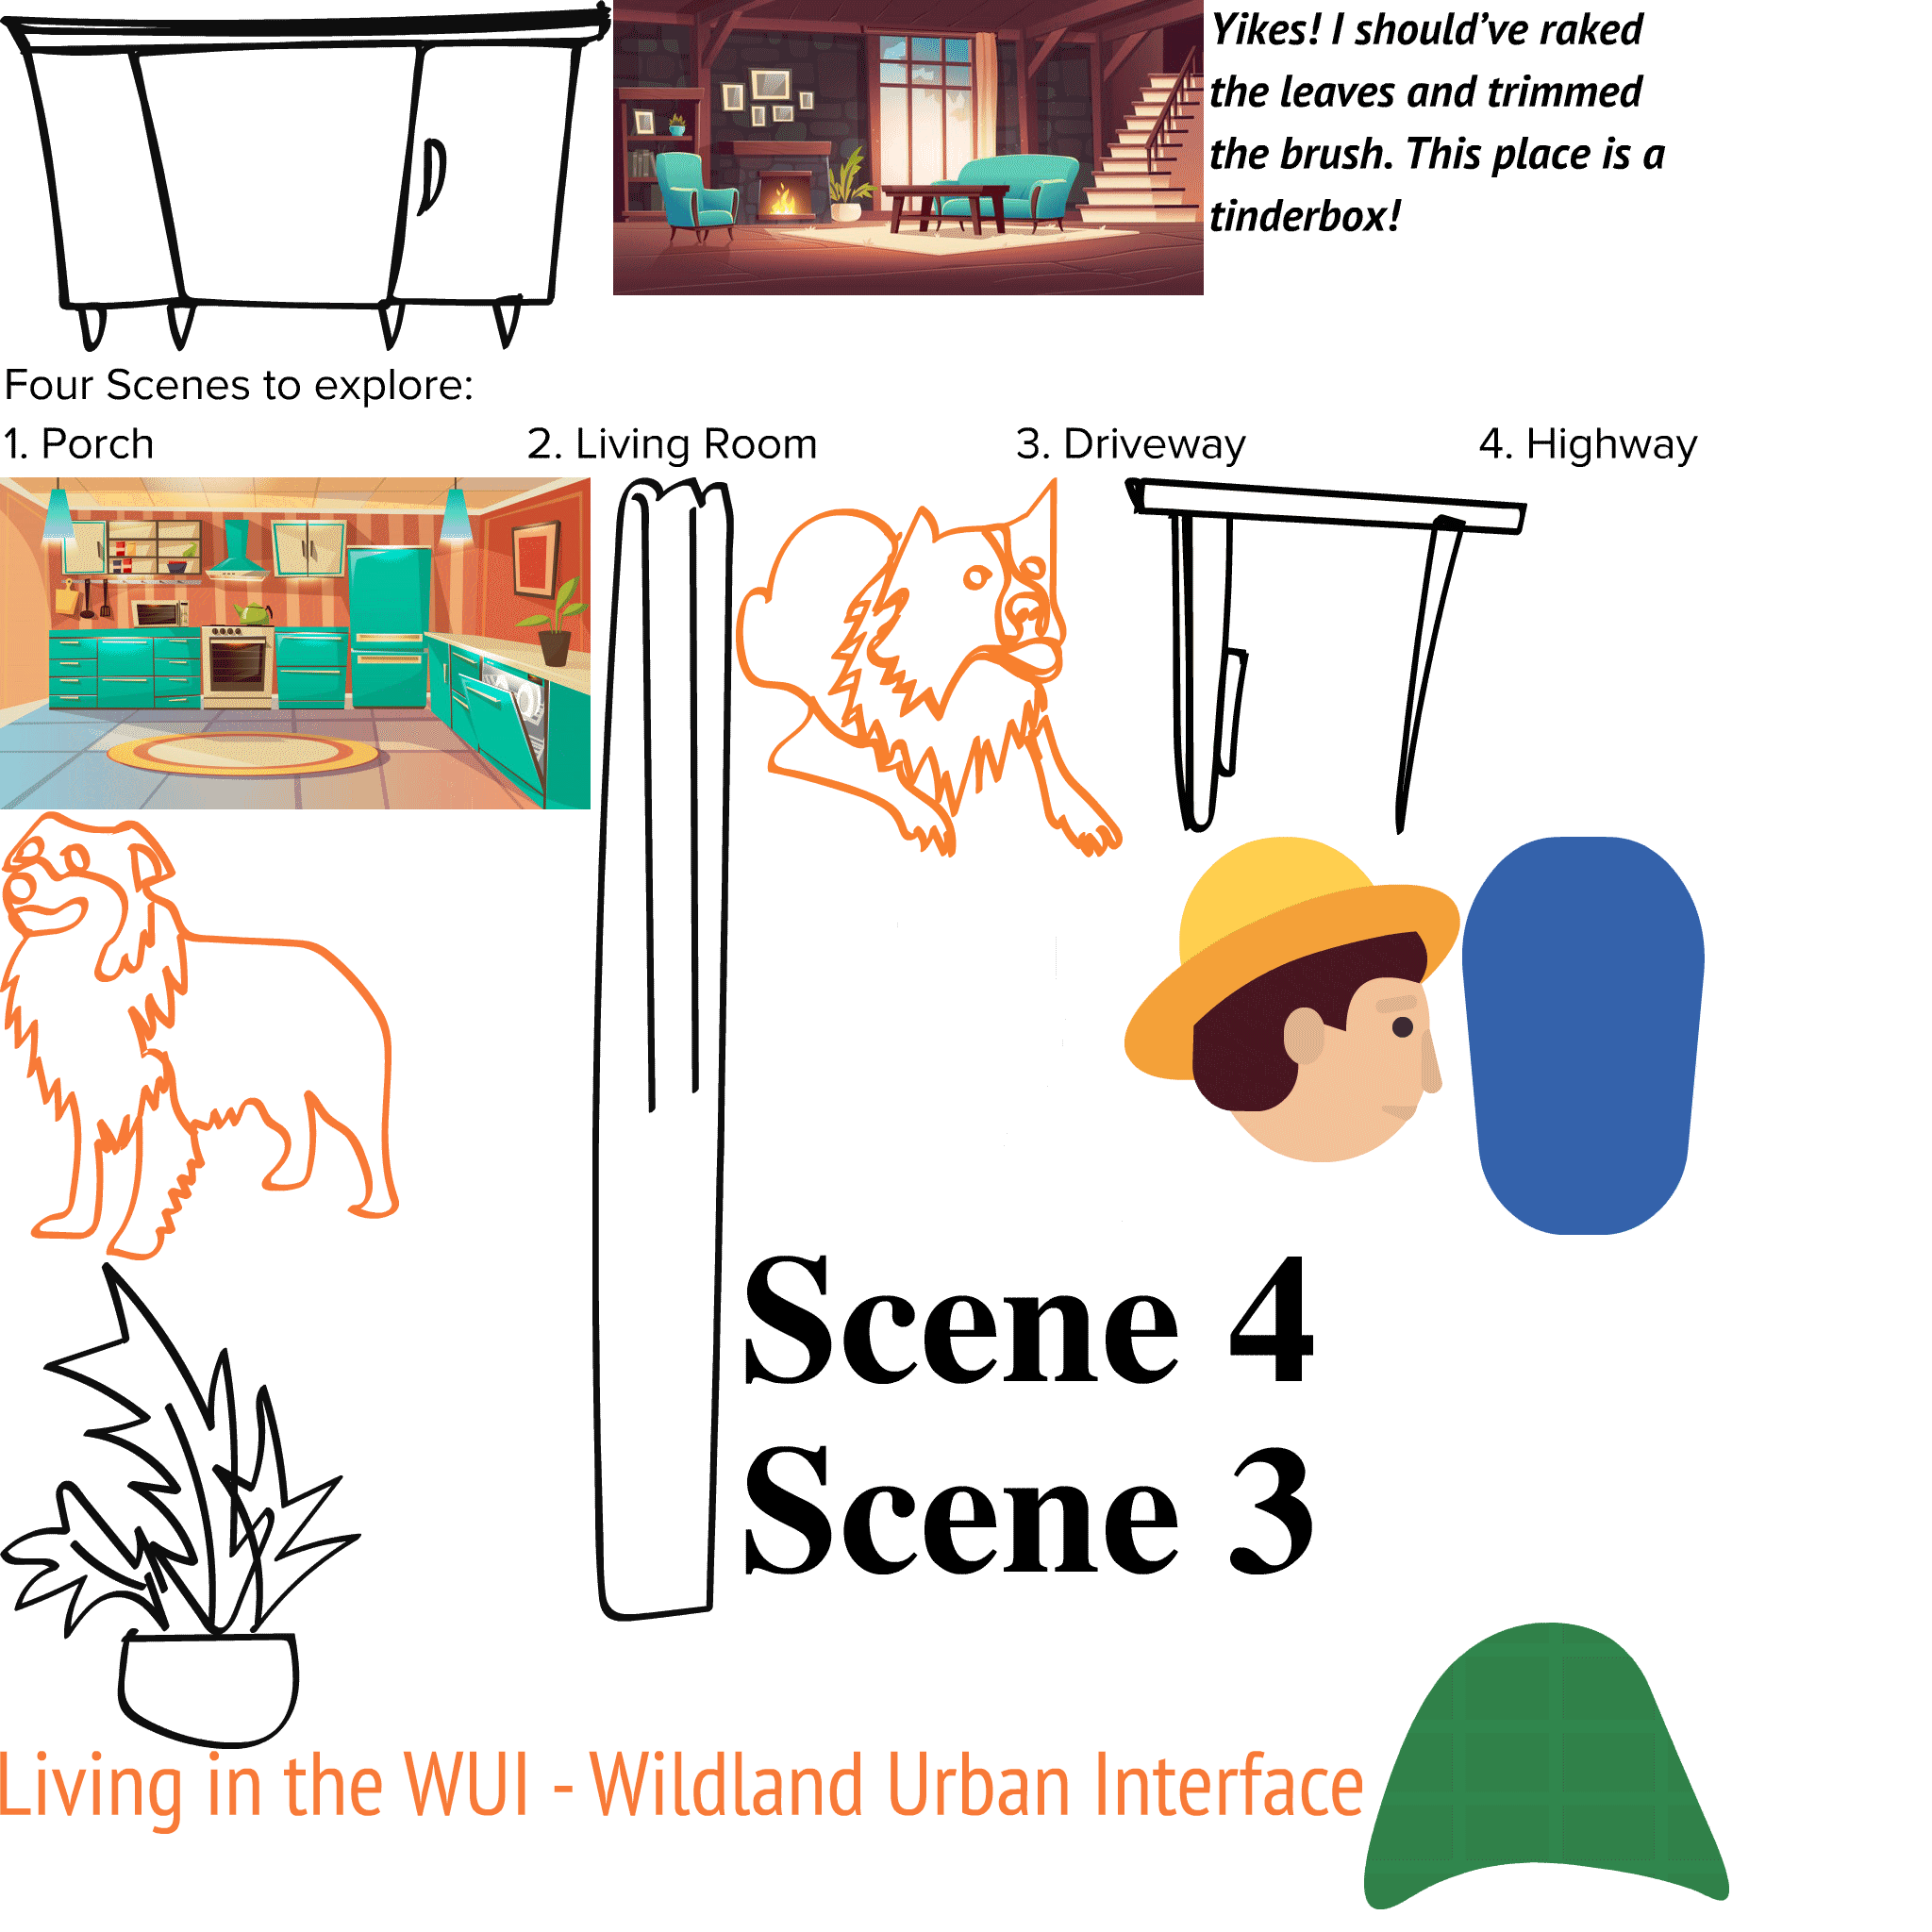 Yikes! I should’ve raked
the leaves and trimmed
the brush. This place is a
tinderbox!
Four Scenes to explore:
1. Porch 2. Living Room 3. Driveway 4. Highway
Scene 4
Scene 3
Living in the WUI - Wildland Urban Interface